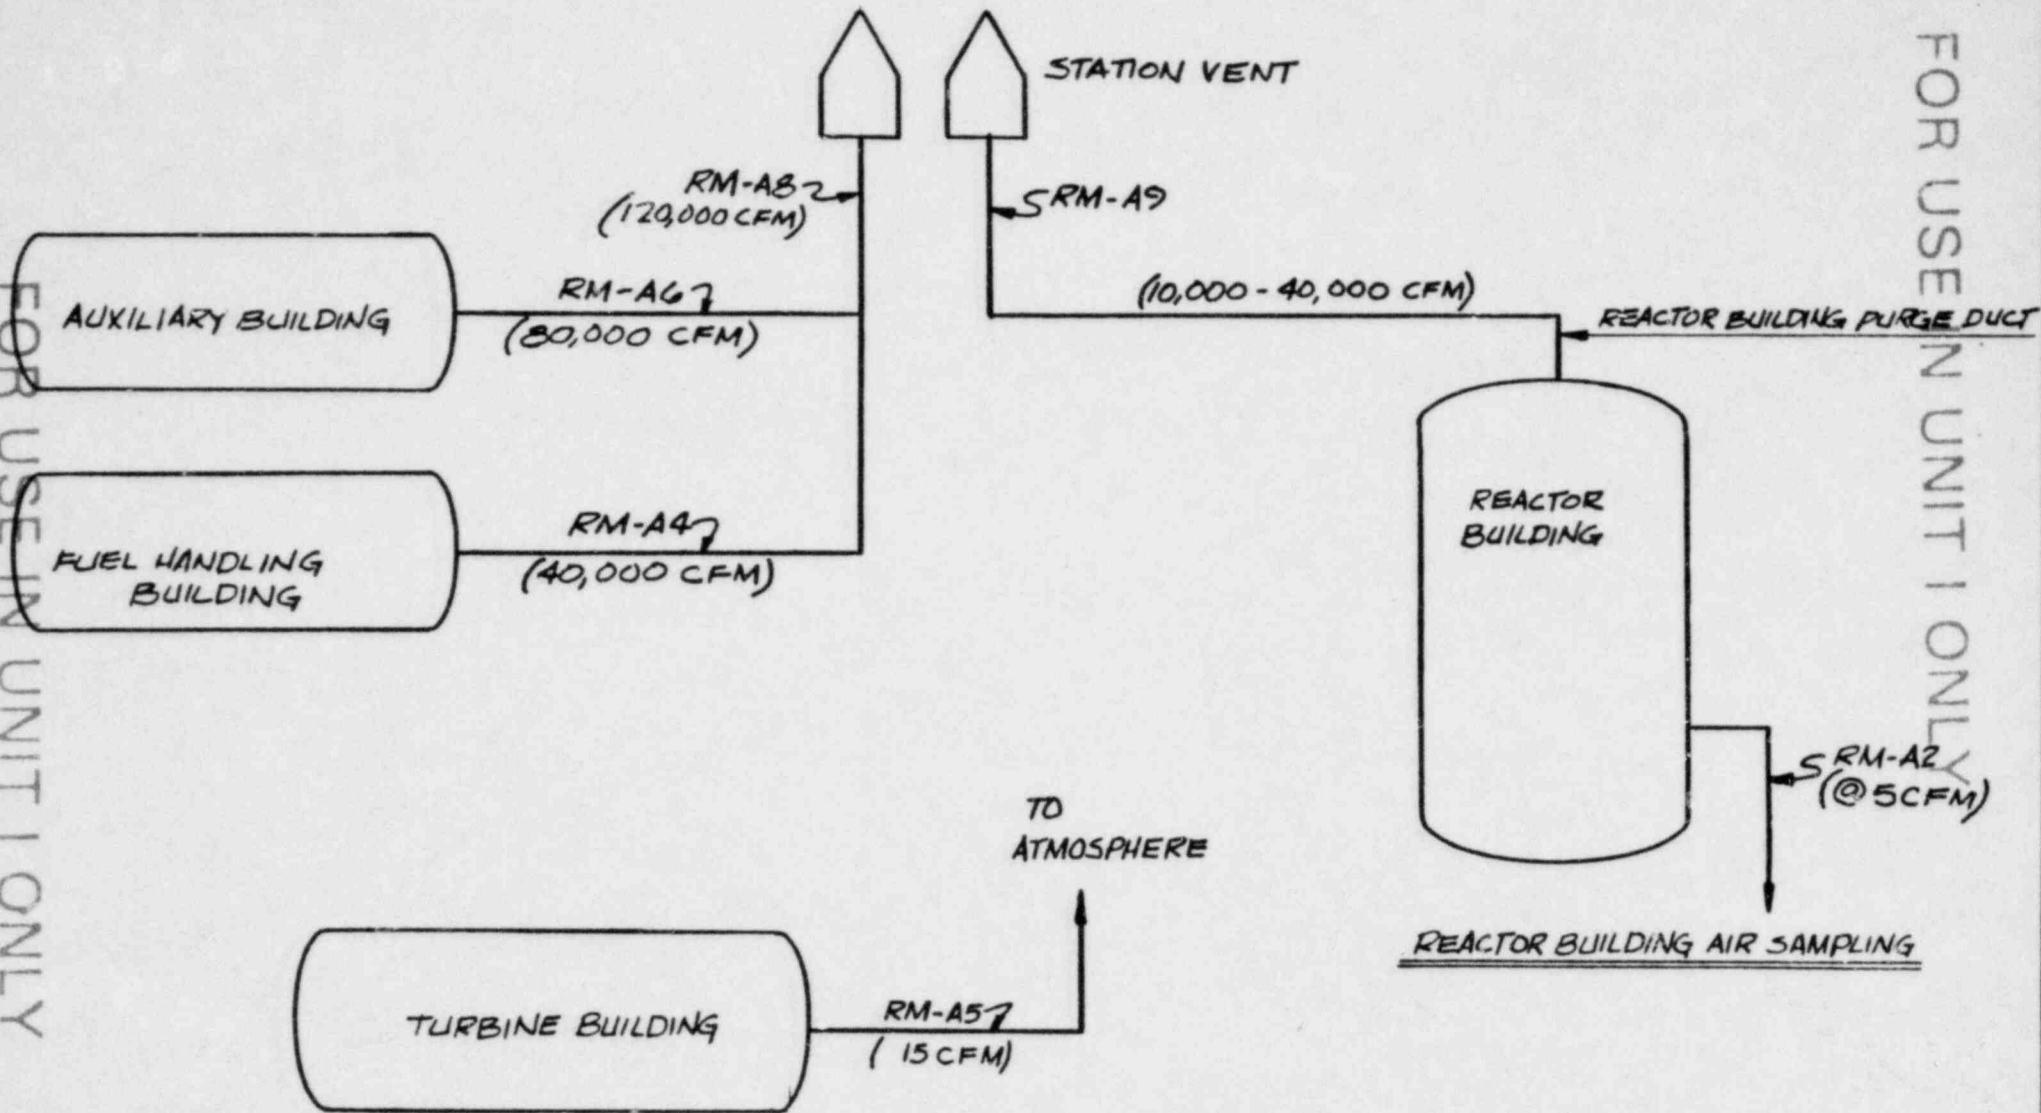 STATION VENT
RM-A8
(120,000 CFM)
RM-A9
AUXILIARY BUILDING
RM-A6
(80,000 CFM)
(10,000 - 40,000 CFM)
REACTOR BUILDING PURGE DUCT
FUEL HANDLING
BUILDING
RM-A4
(40,000 CFM)
REACTOR
BUILDING
RM-A2
(@ 5 CFM)
TO
ATMOSPHERE
REACTOR BUILDING AIR SAMPLING
TURBINE BUILDING
RM-A5
( 15 CFM)
FOR USE IN UNIT I ONLY
FOR USE IN UNIT I ONLY